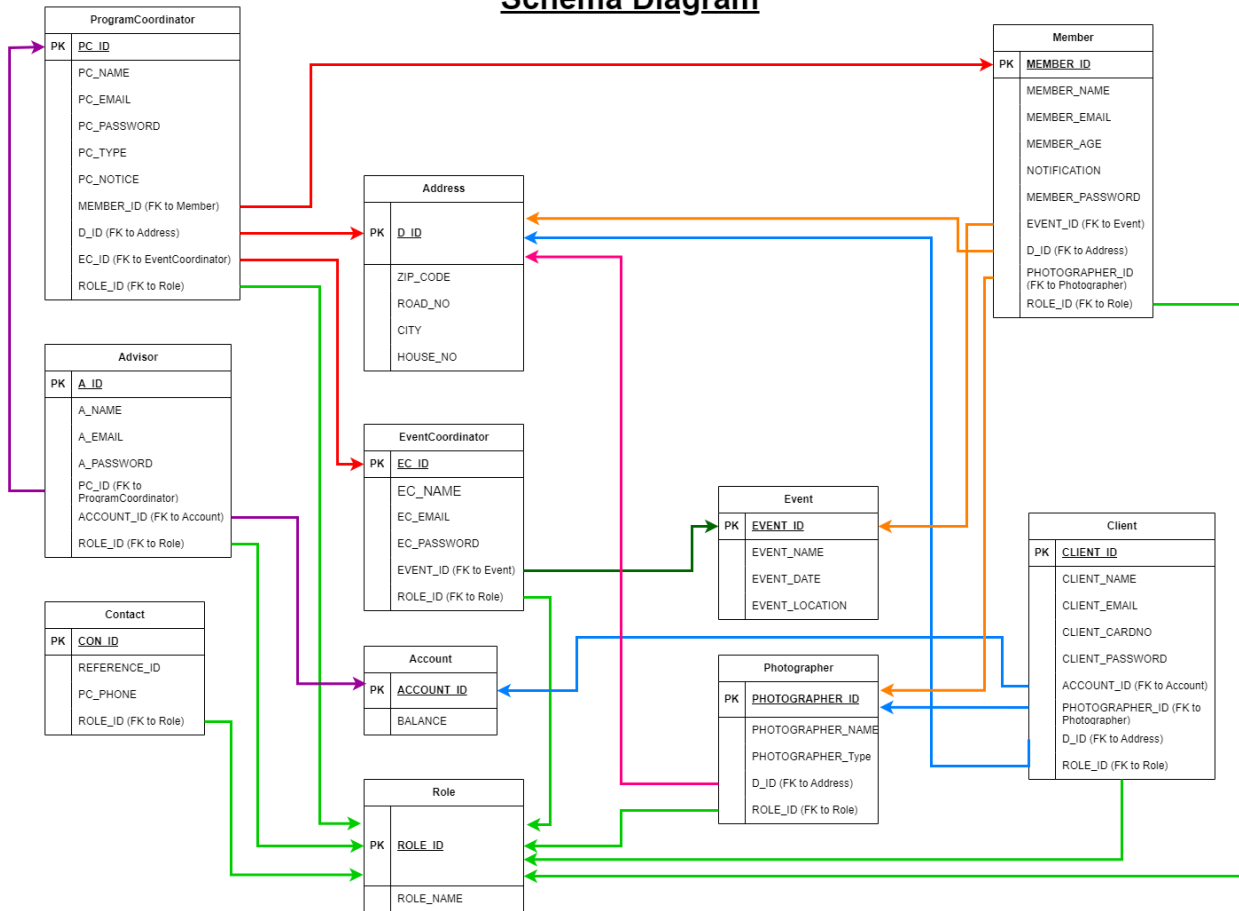 Schema Diagram
ProgramCoordinator
PK PC_ID
PC_NAME
PC_EMAIL
PC_PASSWORD
PC_TYPE
PC_NOTICE
MEMBER_ID (FK to Member)
D_ID (FK to Address)
EC_ID (FK to EventCoordinator)
ROLE_ID (FK to Role)
Advisor
PK A_ID
A_NAME
A_EMAIL
A_PASSWORD
PC_ID (FK to
ProgramCoordinator)
ACCOUNT_ID (FK to Account)
ROLE_ID (FK to Role)
Contact
PK CON_ID
REFERENCE_ID
PC_PHONE
ROLE_ID (FK to Role)
Address
PK D_ID
ZIP_CODE
ROAD_NO
CITY
HOUSE_NO
EventCoordinator
PK EC_ID
EC_NAME
EC_EMAIL
EC_PASSWORD
EVENT_ID (FK to Event)
ROLE_ID (FK to Role)
Account
PK ACCOUNT_ID
BALANCE
Role
PK ROLE_ID
ROLE_NAME
Event
PK EVENT_ID
EVENT_NAME
EVENT_DATE
EVENT_LOCATION
Photographer
PK PHOTOGRAPHER_ID
PHOTOGRAPHER_NAME
PHOTOGRAPHER_Type
D_ID (FK to Address)
ROLE_ID (FK to Role)
Member
PK MEMBER_ID
MEMBER_NAME
MEMBER_EMAIL
MEMBER_AGE
NOTIFICATION
MEMBER_PASSWORD
EVENT_ID (FK to Event)
D_ID (FK to Address)
PHOTOGRAPHER_ID
(FK to Photographer)
ROLE_ID (FK to Role)
Client
PK CLIENT_ID
CLIENT_NAME
CLIENT_EMAIL
CLIENT_CARDNO
CLIENT_PASSWORD
ACCOUNT_ID (FK to Account)
PHOTOGRAPHER_ID (FK to
Photographer)
D_ID (FK to Address)
ROLE_ID (FK to Role)